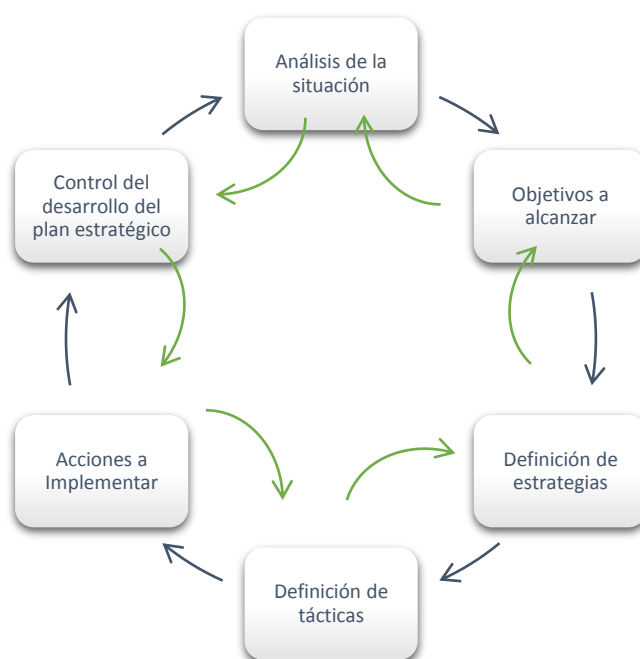 Análisis de la
situación
Objetivos a
alcanzar
Definición de
estrategias
Definición de
tácticas
Acciones a
Implementar
Control del
desarrollo del
plan estratégico